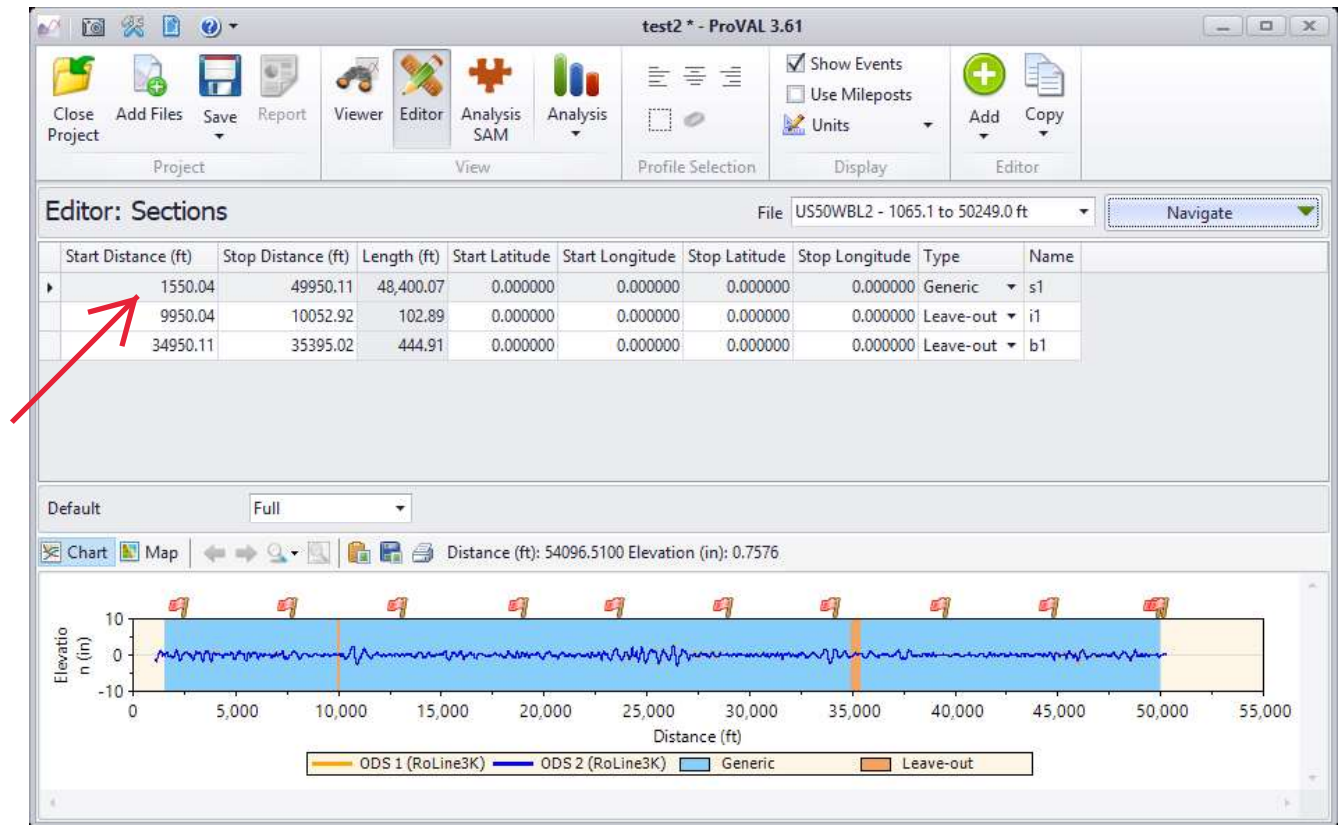 test2 * - ProVAL 3.61
Close Project
Add Files
Save
Report
Viewer
Editor
Analysis SAM
Analysis
Show Events
Use Mileposts
Units
Add
Copy
Project
View
Profile Selection
Display
Editor
Editor: Sections
File US50WBL2 - 1065.1 to 50249.0 ft
Navigate
Start Distance (ft) Stop Distance (ft) Length (ft) Start Latitude Start Longitude Stop Latitude Stop Longitude Type Name
1550.04 49950.11 48,400.07 0.000000 0.000000 0.000000 0.000000 Generic s1
9950.04 10052.92 102.89 0.000000 0.000000 0.000000 0.000000 Leave-out i1
34950.11 35395.02 444.91 0.000000 0.000000 0.000000 0.000000 Leave-out b1
Default Full
Chart Map Distance (ft): 54096.5100 Elevation (in): 0.7576
Elevatio
n (in)
10
0
-10
0 5,000 10,000 15,000 20,000 25,000 30,000 35,000 40,000 45,000 50,000 55,000
Distance (ft)
ODS 1 (RoLine3K) ODS 2 (RoLine3K) Generic Leave-out